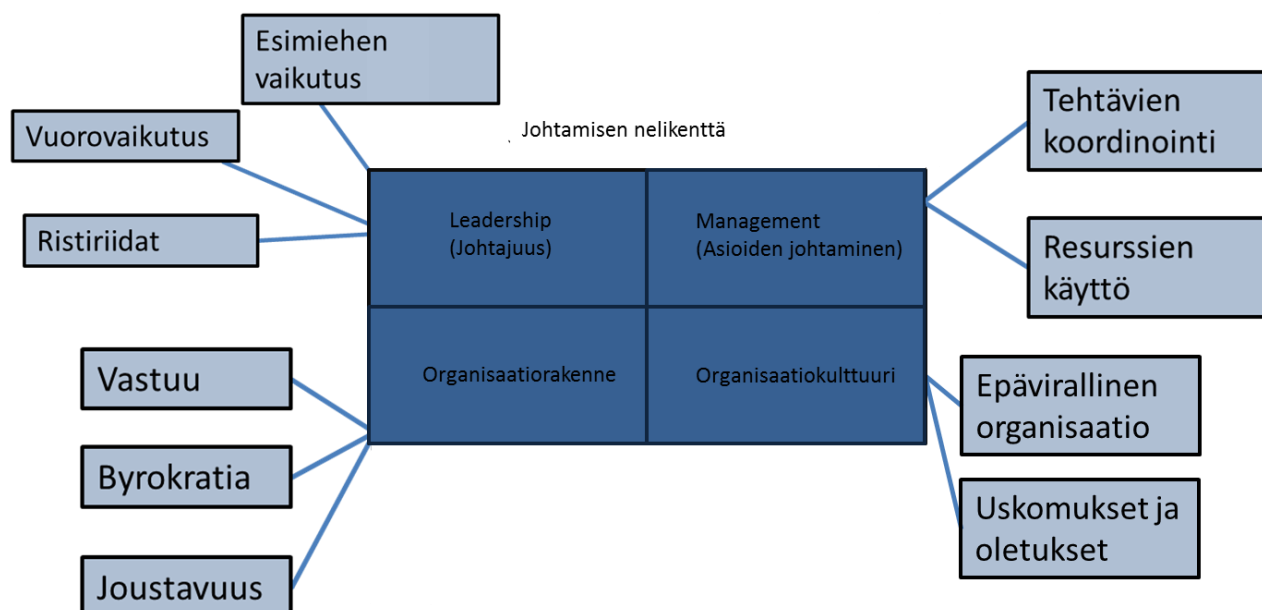 Esimiehen
vaikutus
Vuorovaikutus
Ristiriidat
Johtamisen nelikenttä
Tehtävien
koordinointi
Resurssien
käyttö
Leadership
(Johtajuus)
Management
(Asioiden johtaminen)
Organisaatiorakenne
Organisaatiokulttuuri
Vastuu
Byrokratia
Joustavuus
Epävirallinen
organisaatio
Uskomukset ja
oletukset